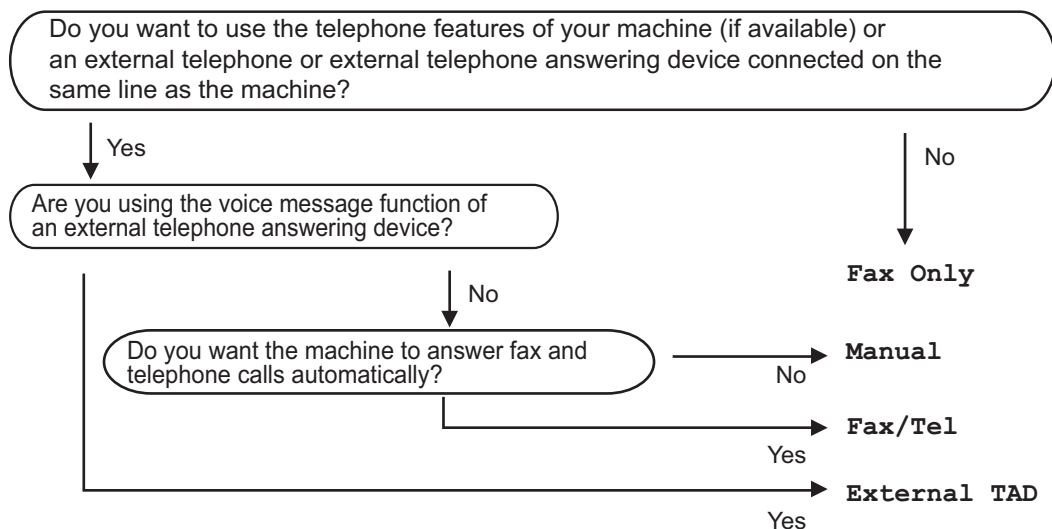 Do you want to use the telephone features of your machine (if available) or
an external telephone or external telephone answering device connected on the
same line as the machine?
Yes
No
Are you using the voice message function of
an external telephone answering device?
Fax Only
No
Do you want the machine to answer fax and
telephone calls automatically?
No
Manual
Yes
Fax/Tel
Yes
External TAD